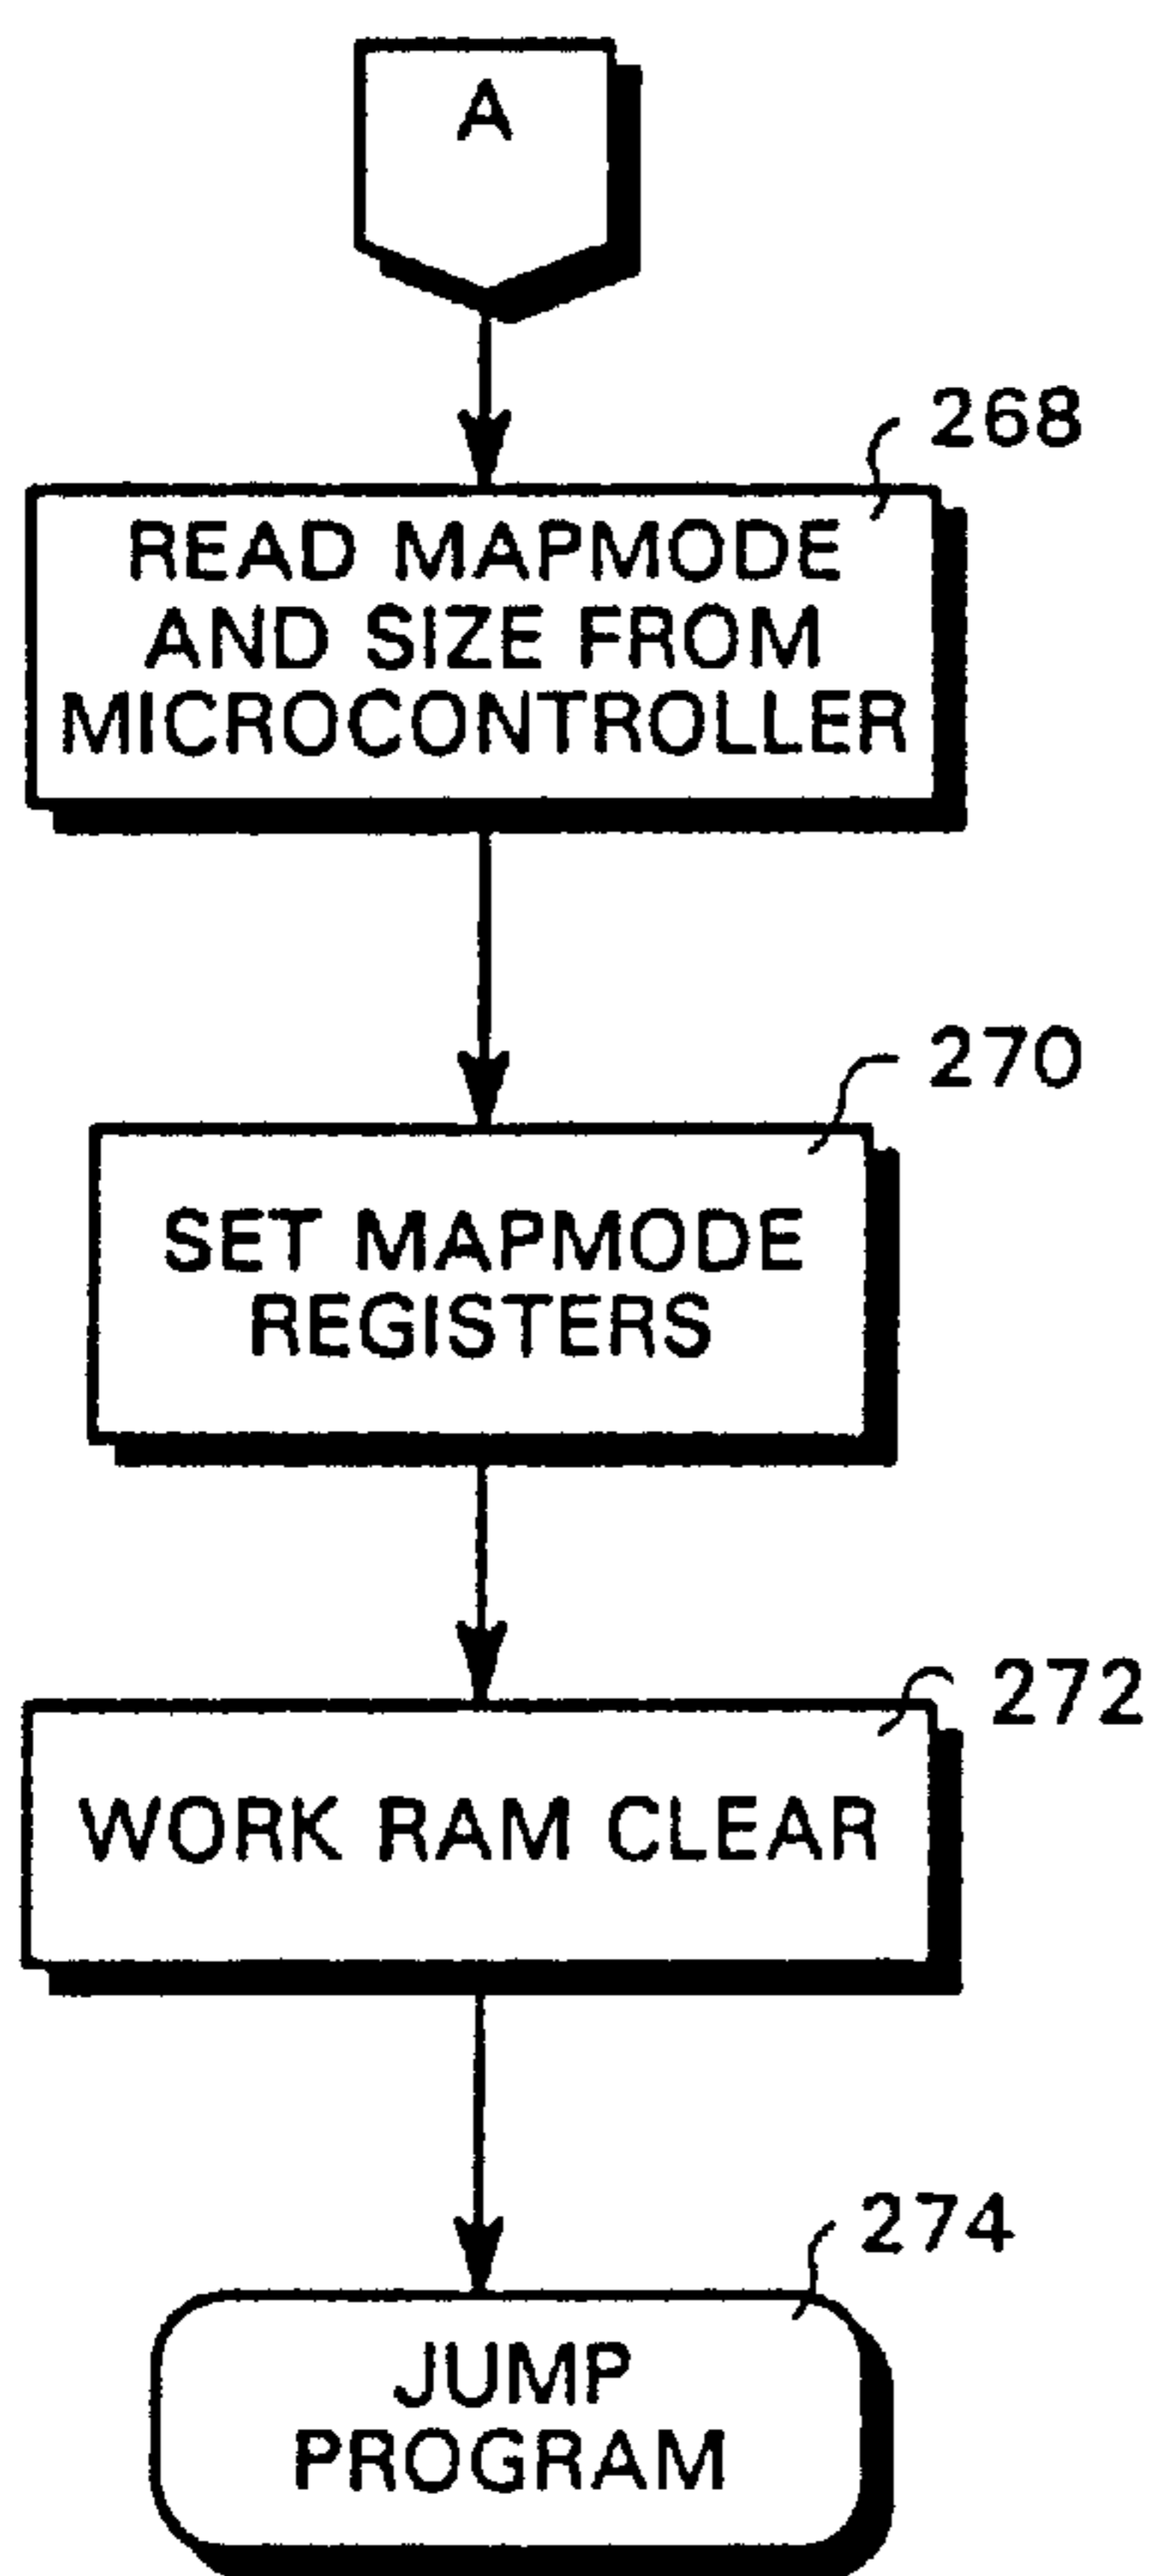 A
268
READ MAPMODE
AND SIZE FROM
MICROCONTROLLER
270
SET MAPMODE
REGISTERS
272
WORK RAM CLEAR
274
JUMP
PROGRAM